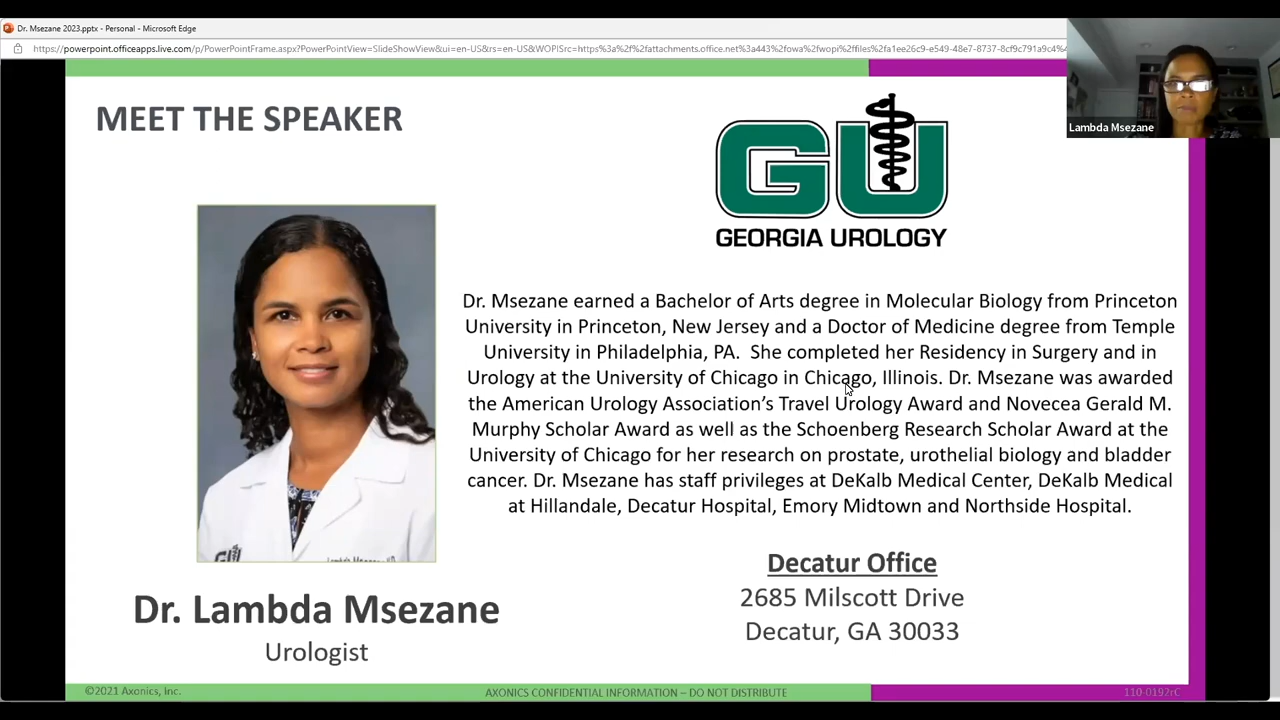 Dr. Msezane 2023.pptx - Personal - Microsoft Edge
https://powerpoint.officeapps.live.com/p/PowerPointFrame.aspx?PowerPointView=SlideShowView&ui=en-US&rs=en-US&WOPISrc=https%3a%2f%2fattachments.office.net%3a443%2fowa%2fwopi%2ffiles%2fa1ee26c9-e549-48e7-8737-8cf9c791a9c4%
Lambda Msezane
MEET THE SPEAKER
GU
GEORGIA UROLOGY
Dr. Msezane earned a Bachelor of Arts degree in Molecular Biology from Princeton
University in Princeton, New Jersey and a Doctor of Medicine degree from Temple
University in Philadelphia, PA. She completed her Residency in Surgery and in
Urology at the University of Chicago in Chicago, Illinois. Dr. Msezane was awarded
the American Urology Association’s Travel Urology Award and Novecea Gerald M.
Murphy Scholar Award as well as the Schoenberg Research Scholar Award at the
University of Chicago for her research on prostate, urothelial biology and bladder
cancer. Dr. Msezane has staff privileges at DeKalb Medical Center, DeKalb Medical
at Hillandale, Decatur Hospital, Emory Midtown and Northside Hospital.
GU
Decatur Office
2685 Milscott Drive
Decatur, GA 30033
Dr. Lambda Msezane
Urologist
©2021 Axonics, Inc.
AXONICS CONFIDENTIAL INFORMATION – DO NOT DISTRIBUTE
110-0192rC